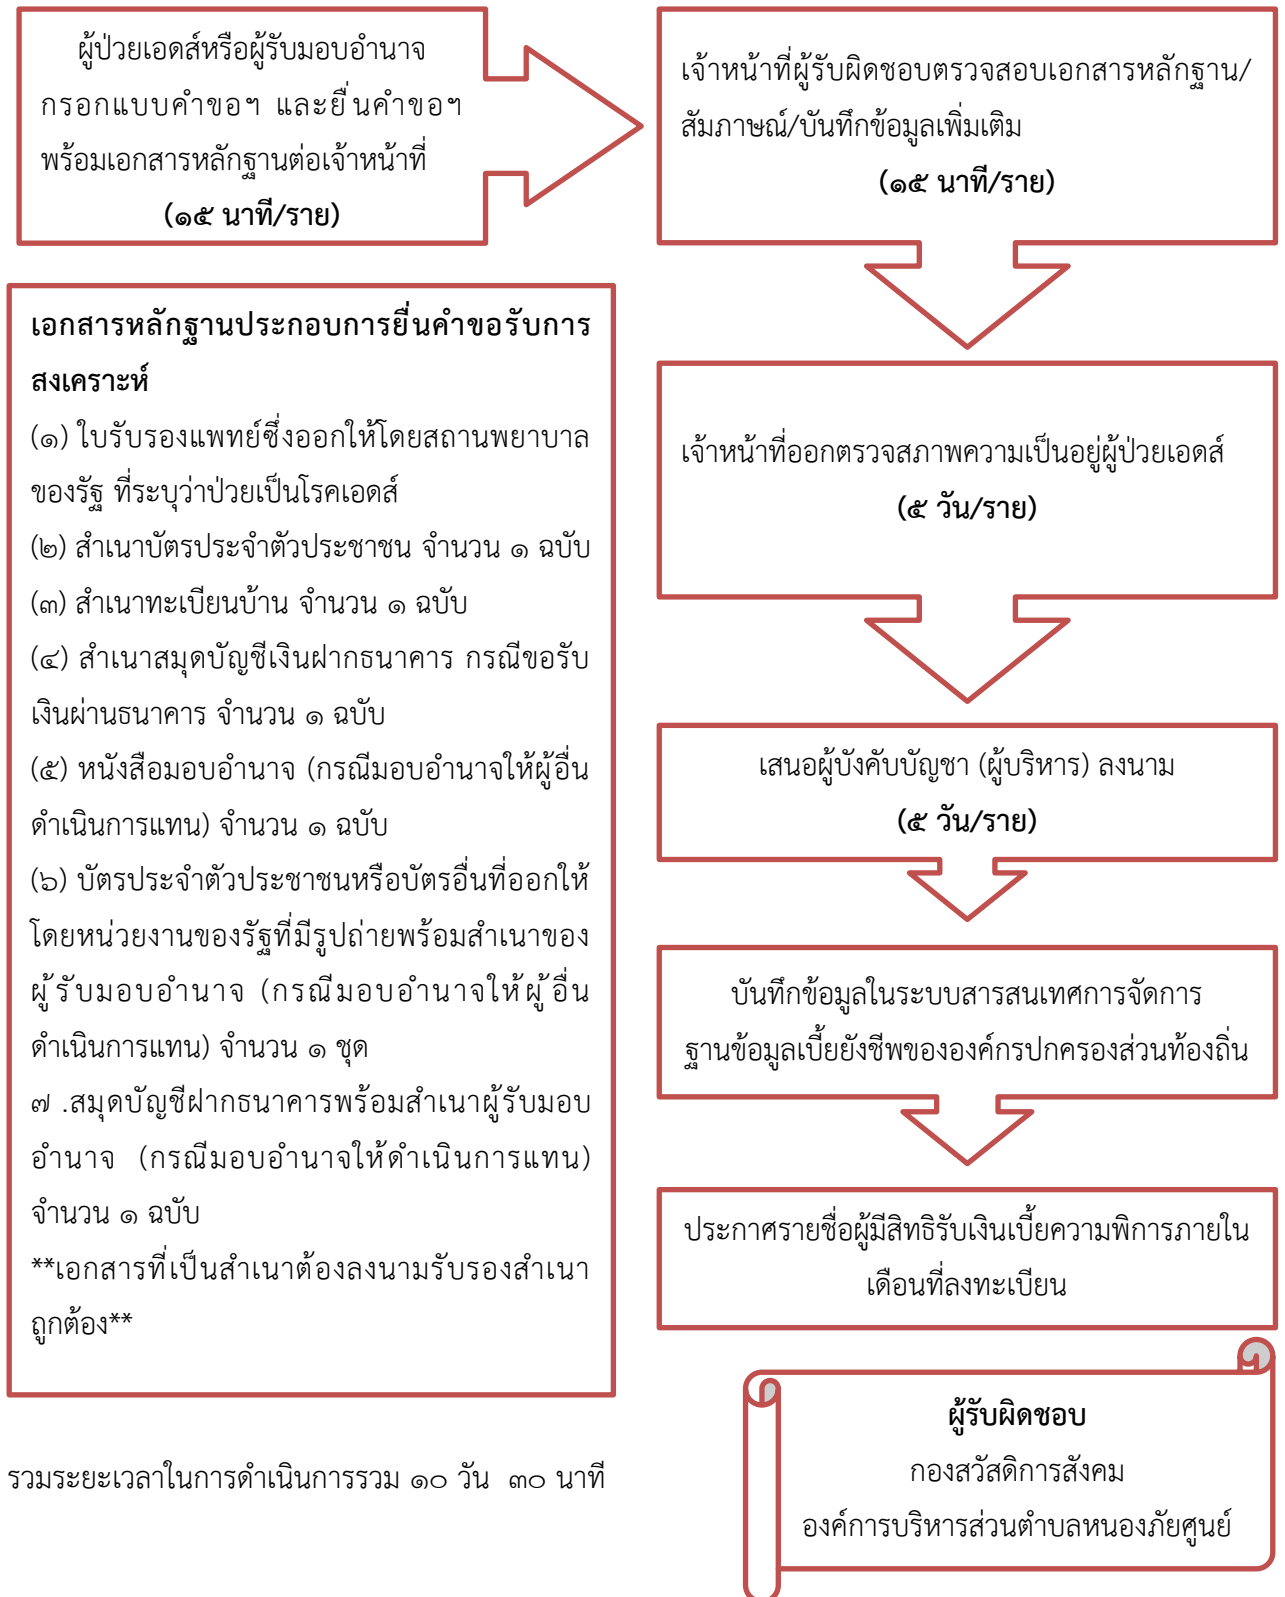 ผู้ป่วยเอดส์หรือผู้รับมอบอำนาจ
กรอกแบบคำขอฯ และยื่นคำขอฯ
พร้อมเอกสารหลักฐานต่อเจ้าหน้าที่
(๑๕ นาที/ราย)
เจ้าหน้าที่ผู้รับผิดชอบตรวจสอบเอกสารหลักฐาน/
สัมภาษณ์/บันทึกข้อมูลเพิ่มเติม
(๑๕ นาที/ราย)
เอกสารหลักฐานประกอบการยื่นคำขอรับการ
สงเคราะห์
(๑) ใบรับรองแพทย์ซึ่งออกให้โดยสถานพยาบาล
ของรัฐ ที่ระบุว่าป่วยเป็นโรคเอดส์
(๒) สำเนาบัตรประจำตัวประชาชน จำนวน ๑ ฉบับ
(๓) สำเนาทะเบียนบ้าน จำนวน ๑ ฉบับ
(๔) สำเนาสมุดบัญชีเงินฝากธนาคาร กรณีขอรับ
เงินผ่านธนาคาร จำนวน ๑ ฉบับ
(๕) หนังสือมอบอำนาจ (กรณีมอบอำนาจให้ผู้อื่น
ดำเนินการแทน) จำนวน ๑ ฉบับ
(๖) บัตรประจำตัวประชาชนหรือบัตรอื่นที่ออกให้
โดยหน่วยงานของรัฐที่มีรูปถ่ายพร้อมสำเนาของ
ผู้รับมอบอำนาจ (กรณีมอบอำนาจให้ผู้อื่น
ดำเนินการแทน) จำนวน ๑ ชุด
๗ .สมุดบัญชีฝากธนาคารพร้อมสำเนาผู้รับมอบ
อำนาจ (กรณีมอบอำนาจให้ดำเนินการแทน)
จำนวน ๑ ฉบับ
**เอกสารที่เป็นสำเนาต้องลงนามรับรองสำเนา
ถูกต้อง**
เจ้าหน้าที่ออกตรวจสภาพความเป็นอยู่ผู้ป่วยเอดส์
(๕ วัน/ราย)
เสนอผู้บังคับบัญชา (ผู้บริหาร) ลงนาม
(๕ วัน/ราย)
บันทึกข้อมูลในระบบสารสนเทศการจัดการ
ฐานข้อมูลเบี้ยยังชีพขององค์กรปกครองส่วนท้องถิ่น
ประกาศรายชื่อผู้มีสิทธิรับเงินเบี้ยความพิการภายใน
เดือนที่ลงทะเบียน
ผู้รับผิดชอบ
กองสวัสดิการสังคม
องค์การบริหารส่วนตำบลหนองภัยศูนย์
รวมระยะเวลาในการดำเนินการรวม ๑๐ วัน ๓๐ นาที